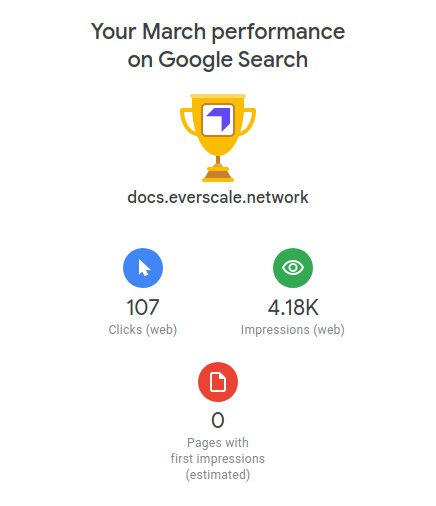 Your March performance
on Google Search
docs.everscale.network
107
Clicks (web)
4.18K
Impressions (web)
0
Pages with
first impressions
(estimated)